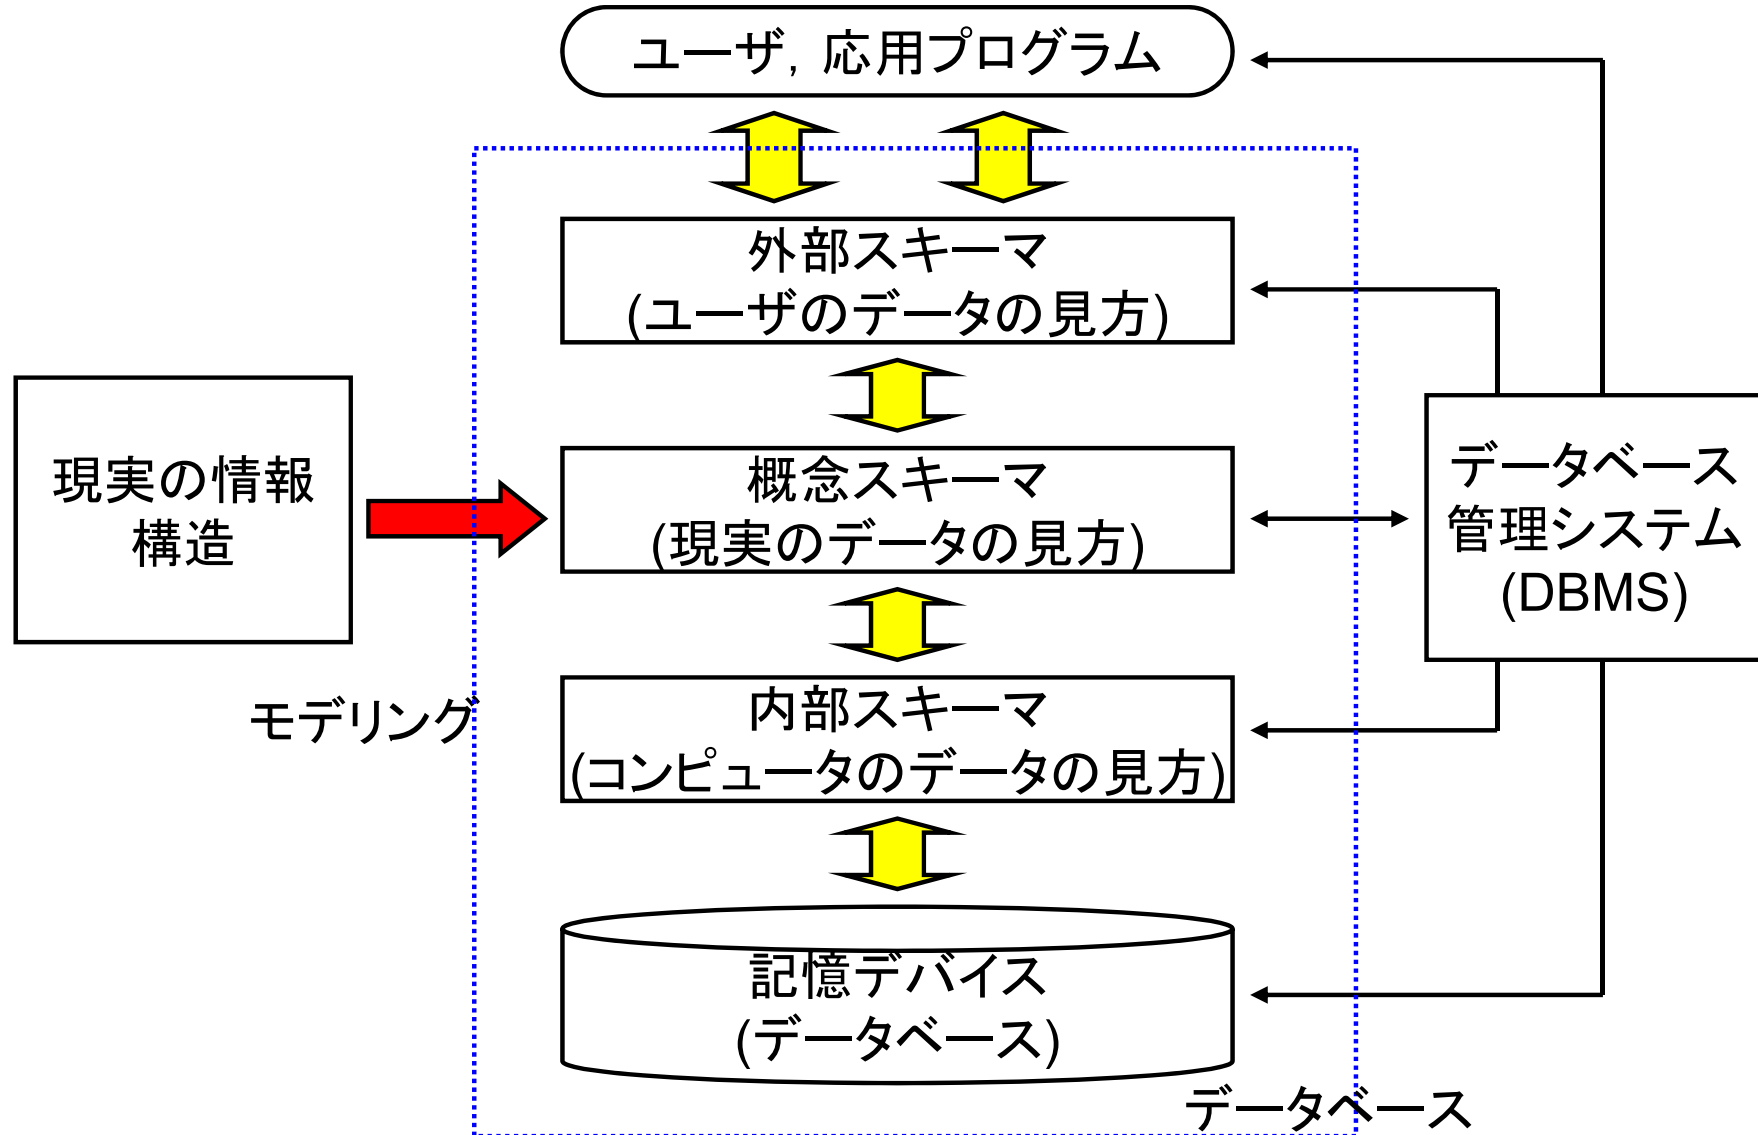 ユーザ, 応用プログラム
外部スキーマ
(ユーザのデータの見方)
現実の情報
構造
概念スキーマ
(現実のデータの見方)
データベース
管理システム
(DBMS)
モデリング
内部スキーマ
(コンピュータのデータの見方)
記憶デバイス
(データベース)
データベース